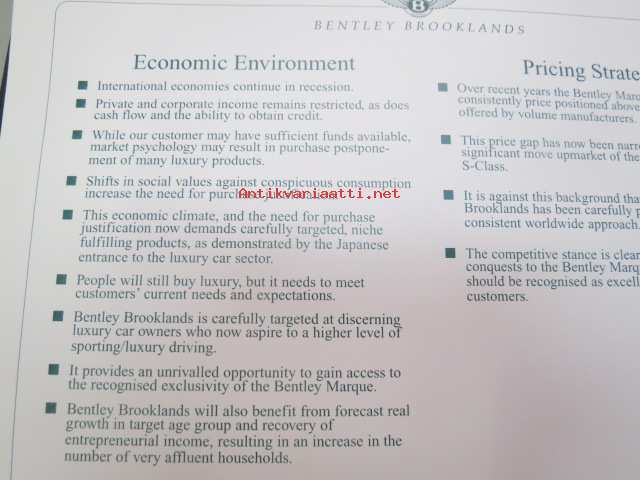 B
BENTLEY BROOKLANDS
Economic Environment
International economies continue in recession.
Private and corporate income remains restricted, as does
cash flow and the ability to obtain credit.
While our customer may have sufficient funds available,
market psychology may result in purchase postpone-
ment of many luxury products.
Shifts in social values against conspicuous consumption
increase the need for purchase justification.
Antikvariaatti.net
This economic climate, and the need for purchase
justification now demands carefully targeted, niche
fulfilling products, as demonstrated by the Japanese
entrance to the luxury car sector.
People will still buy luxury, but it needs to meet
customers' current needs and expectations.
Bentley Brooklands is carefully targeted at discerning
luxury car owners who now aspire to a higher level of
sporting/luxury driving.
It provides an unrivalled opportunity to gain access to
the recognised exclusivity of the Bentley Marque.
Bentley Brooklands will also benefit from forecast real
growth in target age group and recovery of
entrepreneurial income, resulting in an increase in the
number of very affluent households.
Pricing Strate
Over recent years the Bentley Marq
consistently price positioned above
offered by volume manufacturers.
This price gap has now been narro
significant move upmarket of the
S-Class.
It is against this background tha
Brooklands has been carefully p
consistent worldwide approach.
The competitive stance is clear
conquests to the Bentley Marq
should be recognised as excell
customers.